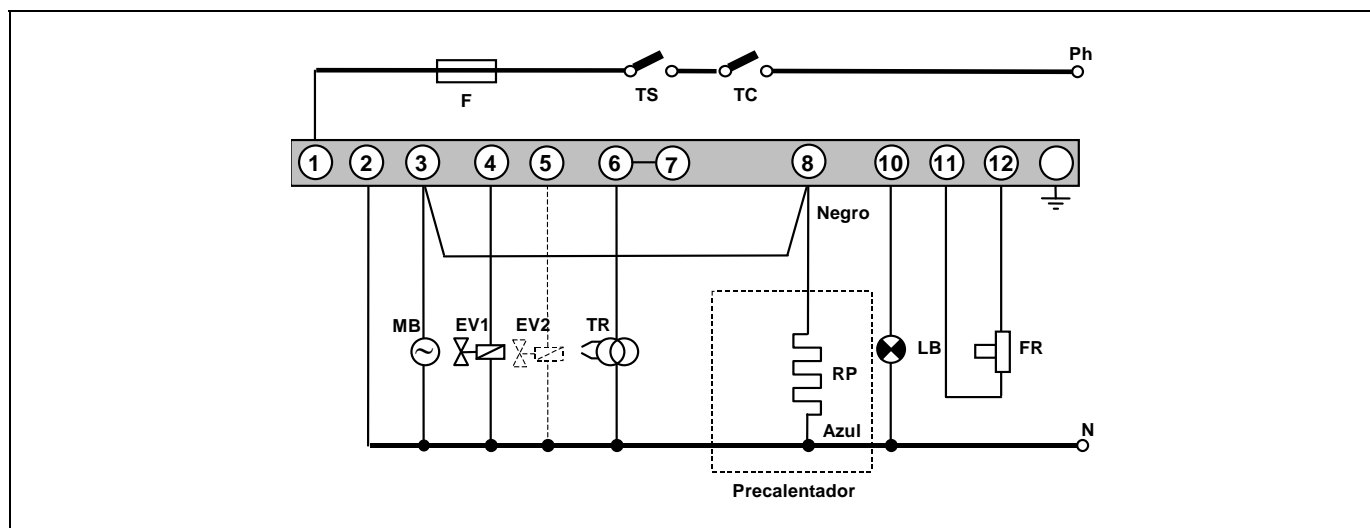 Ph
F
TS
TC
1 2 3 4 5 6 7 8 10 11 12
Negro
MB
EV1
EV2
TR
RP
LB
FR
Azul
N
Precalentador